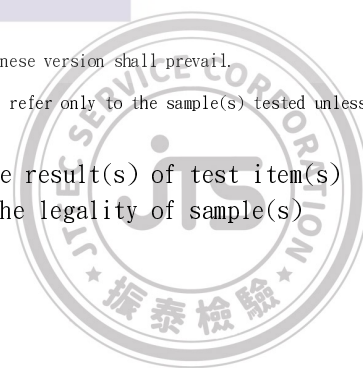 nese version shall prevail.
refer only to the sample(s) tested unless
e result(s) of test item(s)
he legality of sample(s)
JTEC SERVICE CORPORATION
JTS
振泰檢驗